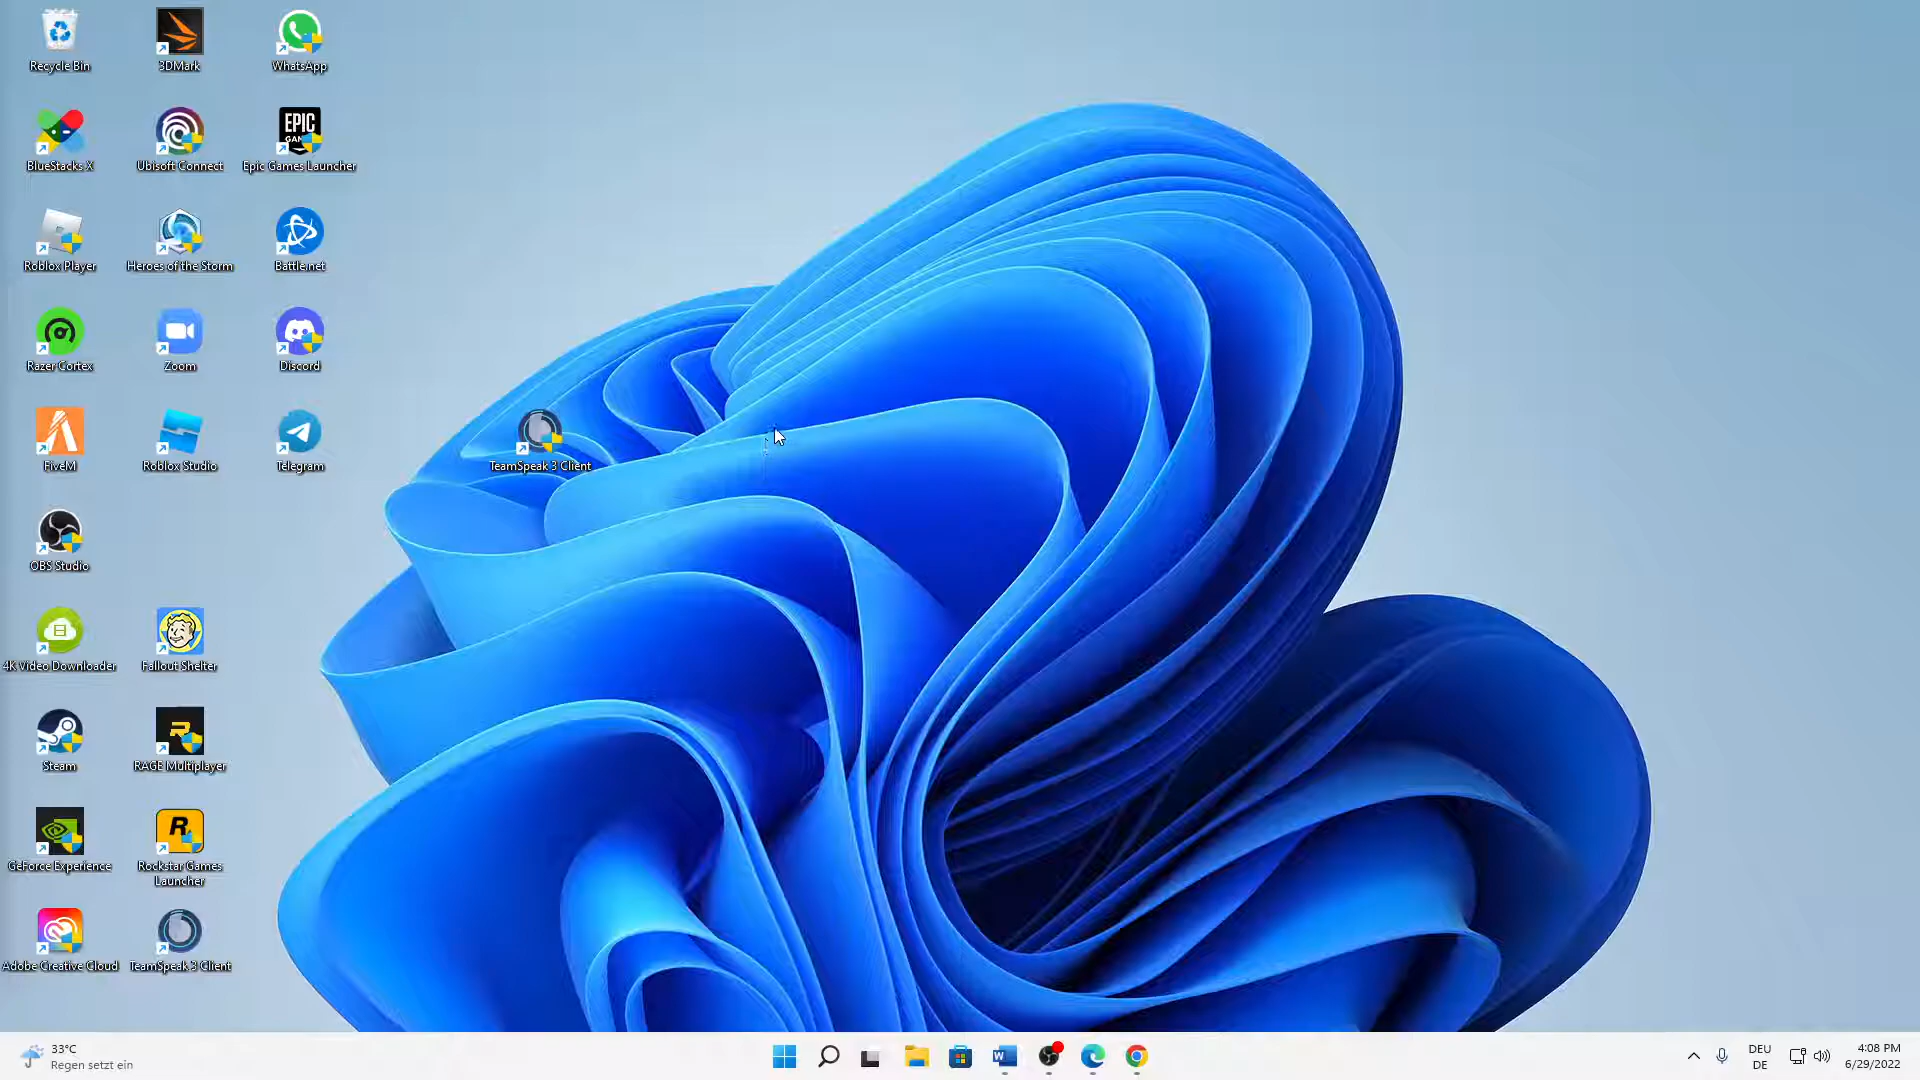 Recycle Bin
3DMark
WhatsApp
EPIC
GAMES
BlueStacks X
Ubisoft Connect
Epic Games Launcher
Roblox Player
Heroes of the Storm
Battle.net
Razer Cortex
Zoom
Discord
FiveM
Roblox Studio
Telegram
TeamSpeak 3 Client
OBS Studio
4K Video Downloader
Fallout Shelter
Steam
RAGE Multiplayer
GeForce Experience
Rockstar Games
Launcher
Adobe Creative Cloud
TeamSpeak 3 Client
33°C
Regen setzt ein
DEU
DE
4:08 PM
6/29/2022